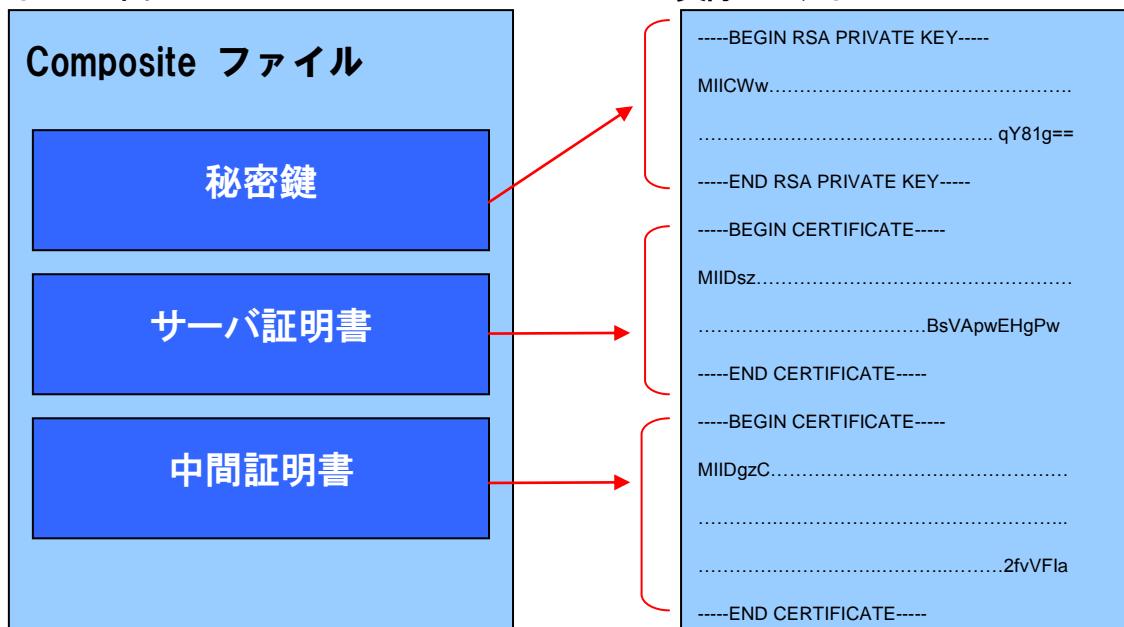 Composite ファイル
秘密鍵
サーバ証明書
中間証明書
-----BEGIN RSA PRIVATE KEY-----
MIICWw………………………………………….
…………..…………………………….. qY81g==
-----END RSA PRIVATE KEY-----
-----BEGIN CERTIFICATE-----
MIIDsz……………………………………………
…………..………………….BsVApwEHgPw
-----END CERTIFICATE-----
-----BEGIN CERTIFICATE-----
MIIDgzC…………………………………………
…………..………………………………………..
…………..…………….………..………2fvVFIa
-----END CERTIFICATE-----